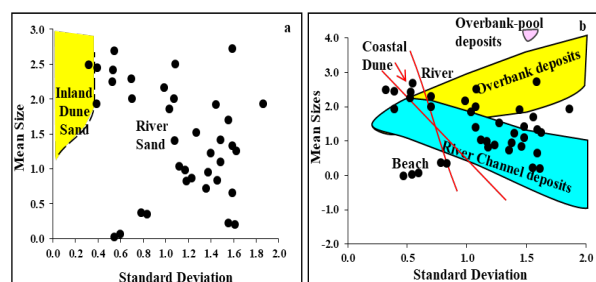 a
3.0
2.5
2.0
1.5
1.0
0.5
0.0
Mean Size
Inland
Dune
Sand
River
Sand
0.0 0.2 0.4 0.6 0.8 1.0 1.2 1.4 1.6 1.8 2.0
Standard Deviation
Overbank-pool
deposits
b
5.0
4.0
3.0
2.0
1.0
0.0
-1.0
-2.0
Mean Sizes
Coastal
Dune
River
Overbank deposits
River Channel deposits
Beach
0.0 0.5 1.0 1.5 2.0
Standard Deviation